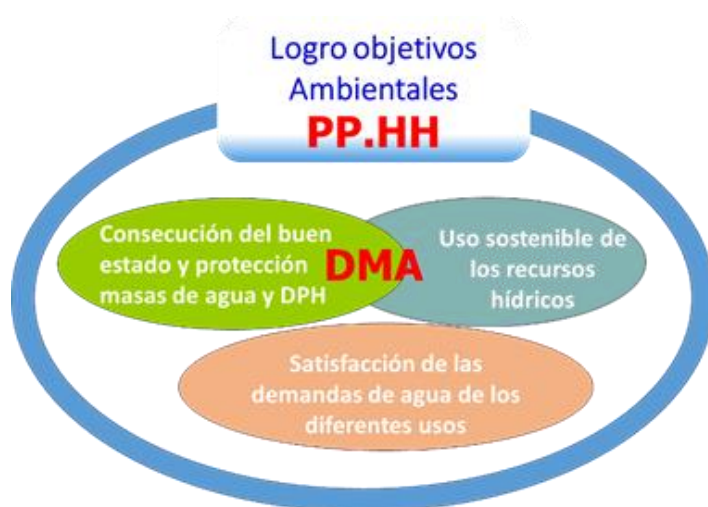 Logro objetivos
Ambientales
PP.HH
Consecución del buen
estado y protección
masas de agua y DPH
DMA
Uso sostenible de
los recursos
hídricos
Satisfacción de las
demandas de agua de los
diferentes usos